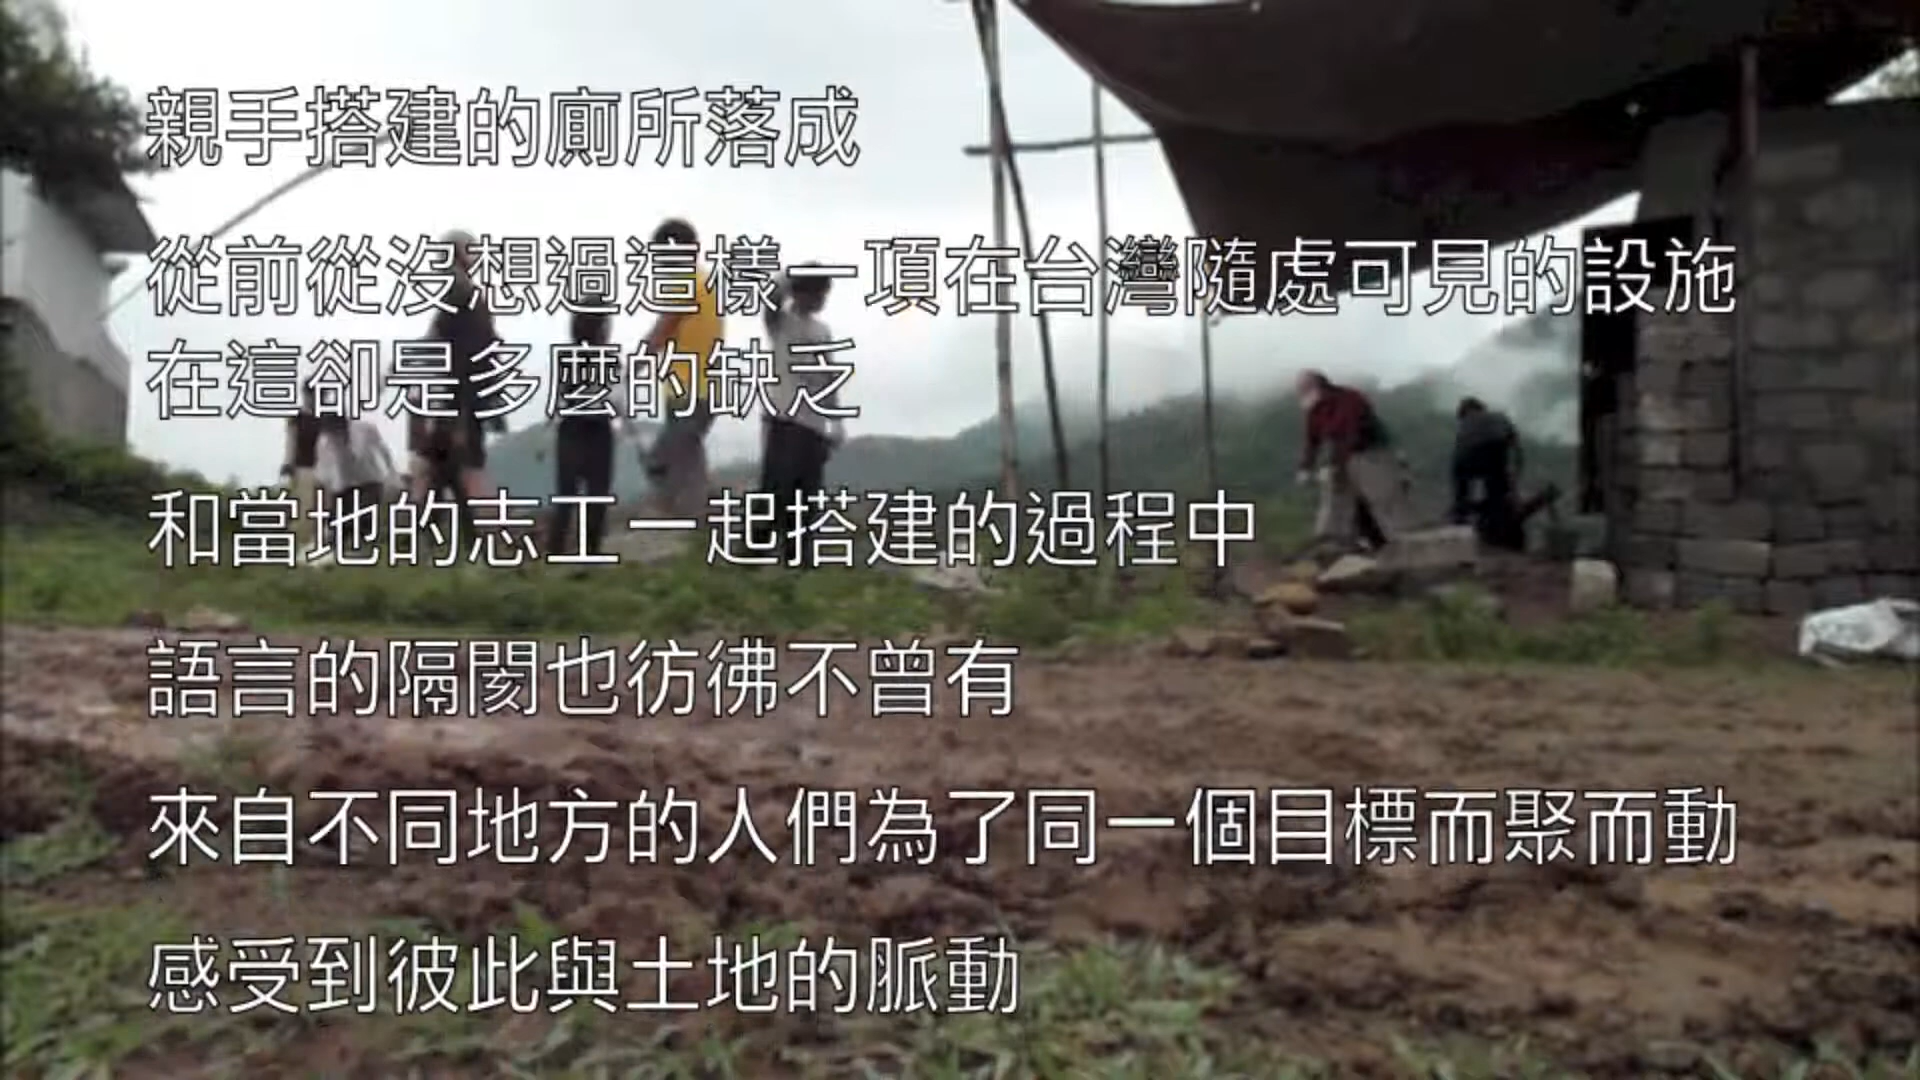 親手搭建的廁所落成
從前從沒想過這樣一項在台灣隨處可見的設施
在這卻是多麼的缺乏
和當地的志工一起搭建的過程中
語言的隔閡也彷彿不曾有
來自不同地方的人們為了同一個目標而聚而動
感受到彼此與土地的脈動